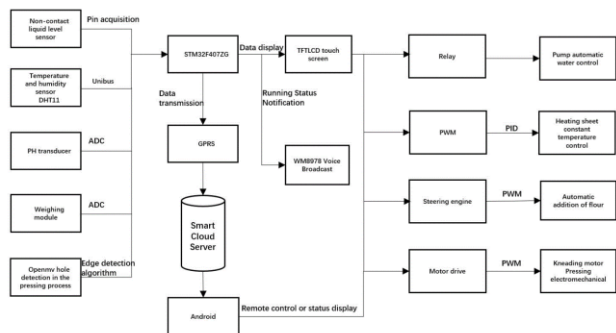 Non-contact
liquid level
sensor
Pin acquisition
Temperature
and humidity
sensor
DHT11
Unibus
PH transducer
ADC
Weighing
module
ADC
Openmv hole
detection in the
pressing process
Edge detection
algorithm
STM32F407ZG
Data display
TFTLCD touch
screen
Data
transmission
Running Status
Notification
GPRS
WM8978 Voice
Broadcast
Smart
Cloud
Server
Android
Remote control or status display
Relay
Pump automatic
water control
PWM
PID
Heating sheet
constant
temperature
control
Steering engine
PWM
Automatic
addition of flour
Motor drive
PWM
Kneading motor
Pressing
electromechanical